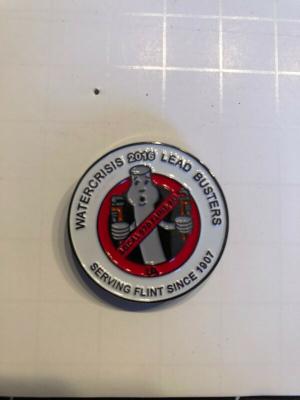 WATERCRISIS 2016 LEAD BUSTERS
SERVING FLINT SINCE 1907